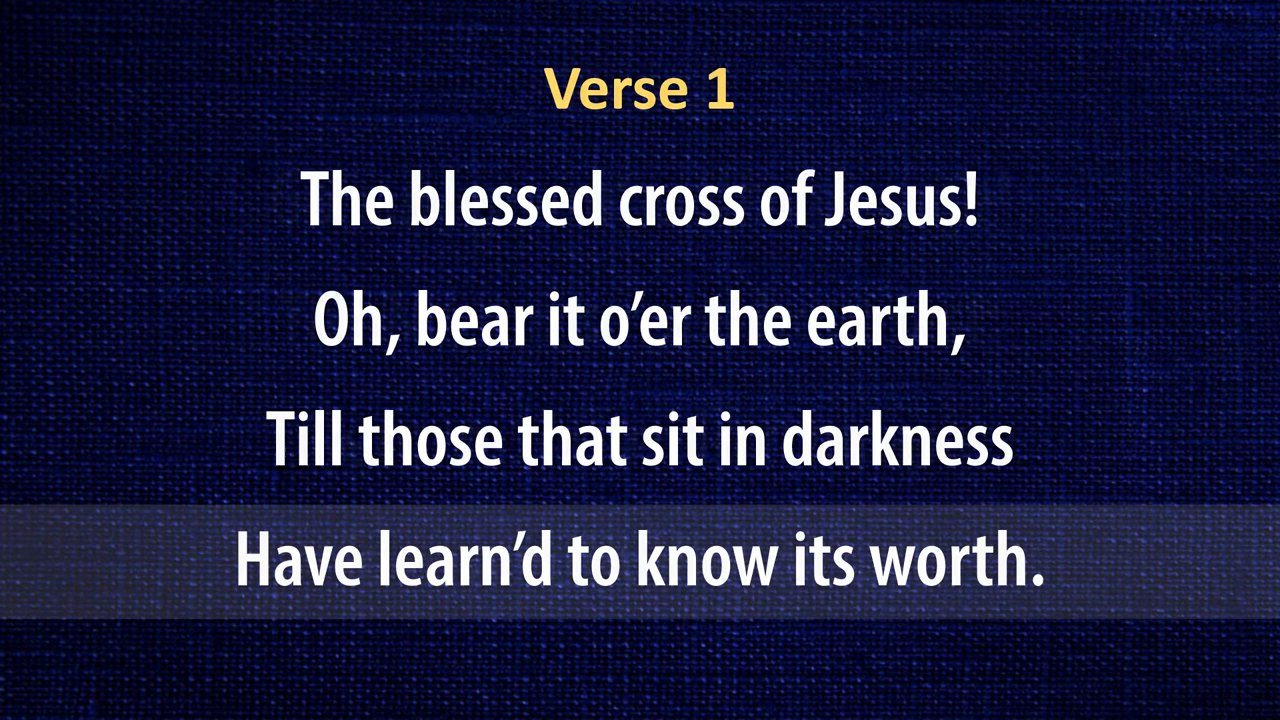 Verse 1
The blessed cross of Jesus!
Oh, bear it o’er the earth,
Till those that sit in darkness
Have learn’d to know its worth.